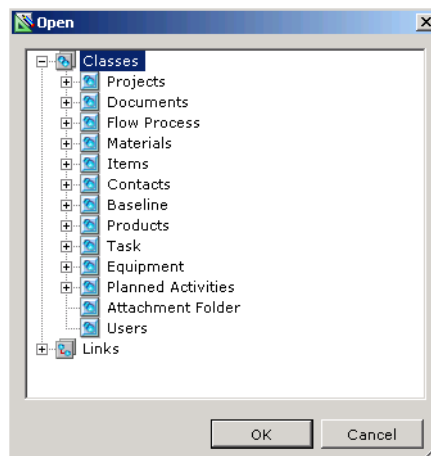 Open
Classes
Projects
Documents
Flow Process
Materials
Items
Contacts
Baseline
Products
Task
Equipment
Planned Activities
Attachment Folder
Users
Links
OK Cancel